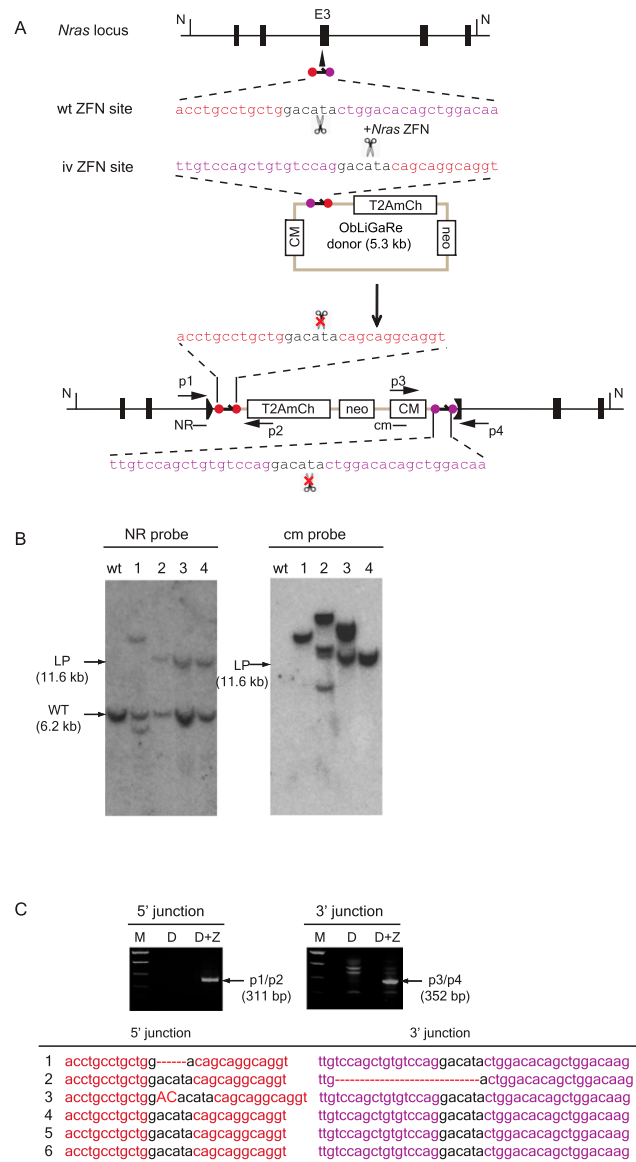 A
E3
N
N
Nras locus
wt ZFN site
acctgcctgctggacatactggacacagctggacaa
+Nras ZFN
iv ZFN site
ttgtccagctgtgtccaggacatacagcaggcaggt
T2AmCh
CM
ObLiGaRe
donor (5.3 kb)
neo
acctgcctgctggacatacagcaggcaggt
N
p1
p3
N
T2AmCh
neo
CM
NR
p2
cm
p4
ttgtccagctgtgtccaggacatactggacacagctggacaa
B
NR probe
cm probe
wt 1 2 3 4
wt 1 2 3 4
LP
(11.6 kb)
LP
(11.6 kb)
WT
(6.2 kb)
C
5' junction
3' junction
M D D+Z
M D D+Z
p1/p2
(311 bp)
p3/p4
(352 bp)
5' junction 3' junction
1 acctgcctgctgg------acagcaggcaggt ttgtccagctgtgtccaggacatactggacacagctggacaag
2 acctgcctgctggacatacagcaggcaggt ttg--------------------------actggacacagctggacaag
3 acctgcctgctggACacatacagcaggcaggt ttgtccagctgtgtccaggacatactggacacagctggacaag
4 acctgcctgctggacatacagcaggcaggt ttgtccagctgtgtccaggacatactggacacagctggacaag
5 acctgcctgctggacatacagcaggcaggt ttgtccagctgtgtccaggacatactggacacagctggacaag
6 acctgcctgctggacatacagcaggcaggt ttgtccagctgtgtccaggacatactggacacagctggacaag